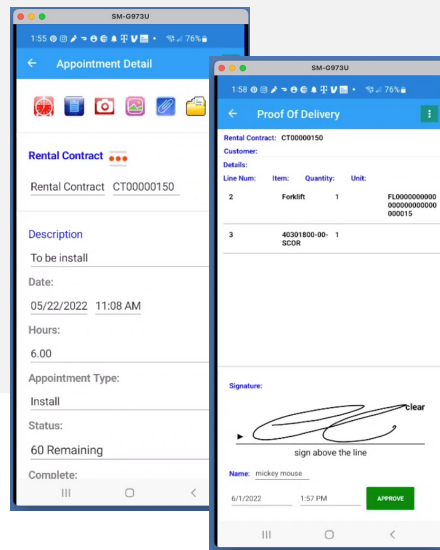 SM-G973U
1:55
76%
Appointment Detail
Rental Contract
Rental Contract CT00000150
Description
To be install
Date:
05/22/2022 11:08 AM
Hours:
6.00
Appointment Type:
Install
Status:
60 Remaining
Complete:
SM-G973U
1:58
76%
Proof Of Delivery
Rental Contract: CT00000150
Customer:
Details:
Line Num: Item: Quantity: Unit:
2 Forklift 1 FL0000000000
000000000000
000015
3 40301800-00- 1
SCOR
Signature:
clear
sign above the line
Name: mickey mouse
6/1/2022 1:57 PM APPROVE